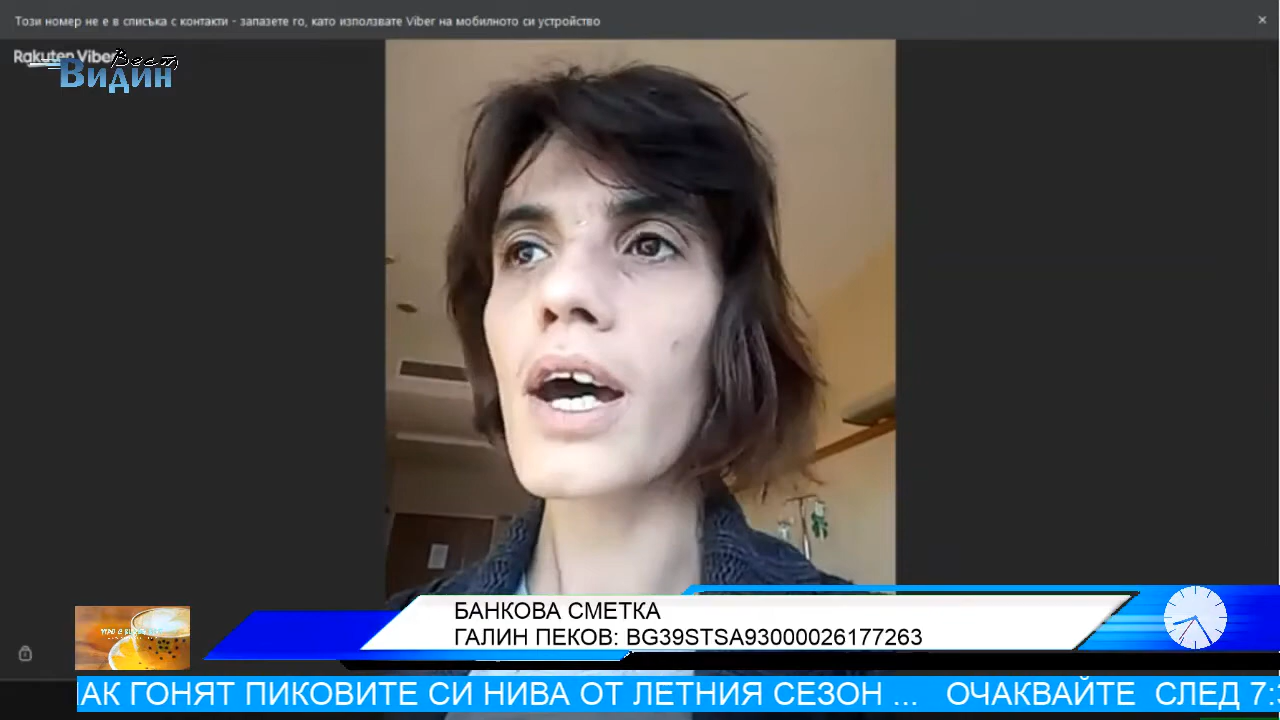 Този номер не е в списъка с контакти - запазете го, като използвате Viber на мобилното си устройство
Rakuten Viber
Вест
Видин
БАНКОВА СМЕТКА
ГАЛИН ПЕКОВ: BG39STSA93000026177263
АК ГОНЯТ ПИКОВИТЕ СИ НИВА ОТ ЛЕТНИЯ СЕЗОН ... ОЧАКВАЙТЕ СЛЕД 7: